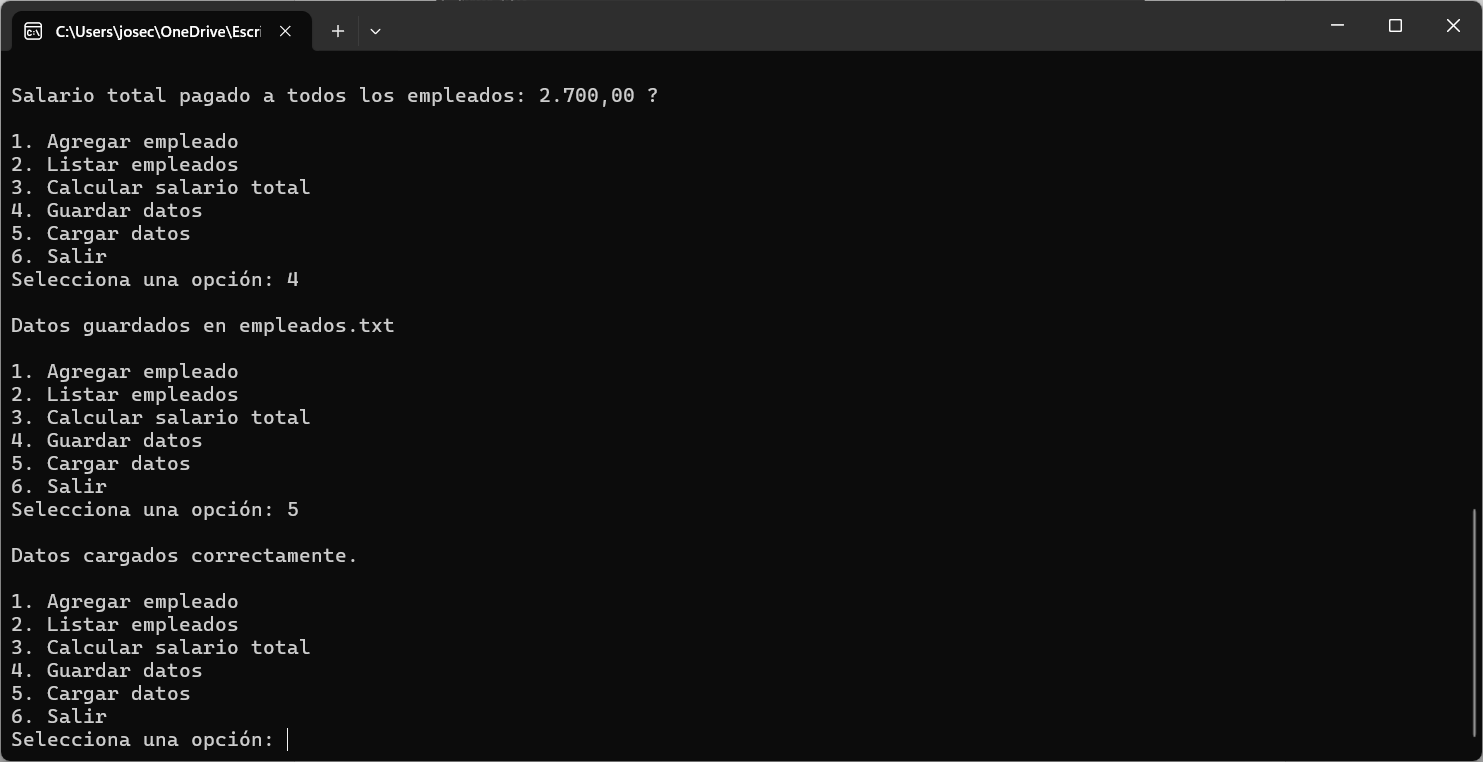 C:\Users\josec\OneDrive\Escri
Salario total pagado a todos los empleados: 2.700,00 ?
1. Agregar empleado
2. Listar empleados
3. Calcular salario total
4. Guardar datos
5. Cargar datos
6. Salir
Selecciona una opción: 4
Datos guardados en empleados.txt
1. Agregar empleado
2. Listar empleados
3. Calcular salario total
4. Guardar datos
5. Cargar datos
6. Salir
Selecciona una opción: 5
Datos cargados correctamente.
1. Agregar empleado
2. Listar empleados
3. Calcular salario total
4. Guardar datos
5. Cargar datos
6. Salir
Selecciona una opción: